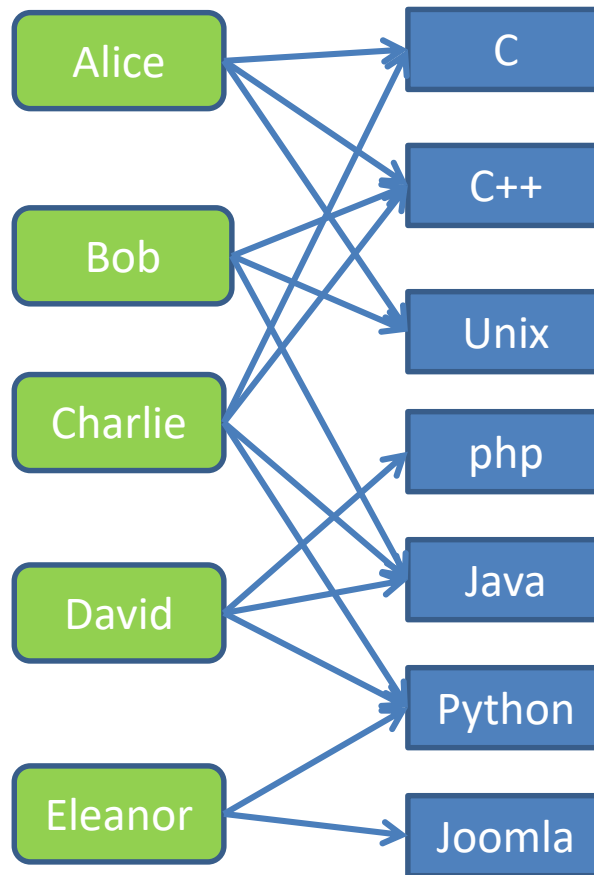 Alice
C
C++
Bob
Unix
Charlie
php
Java
David
Python
Eleanor
Joomla